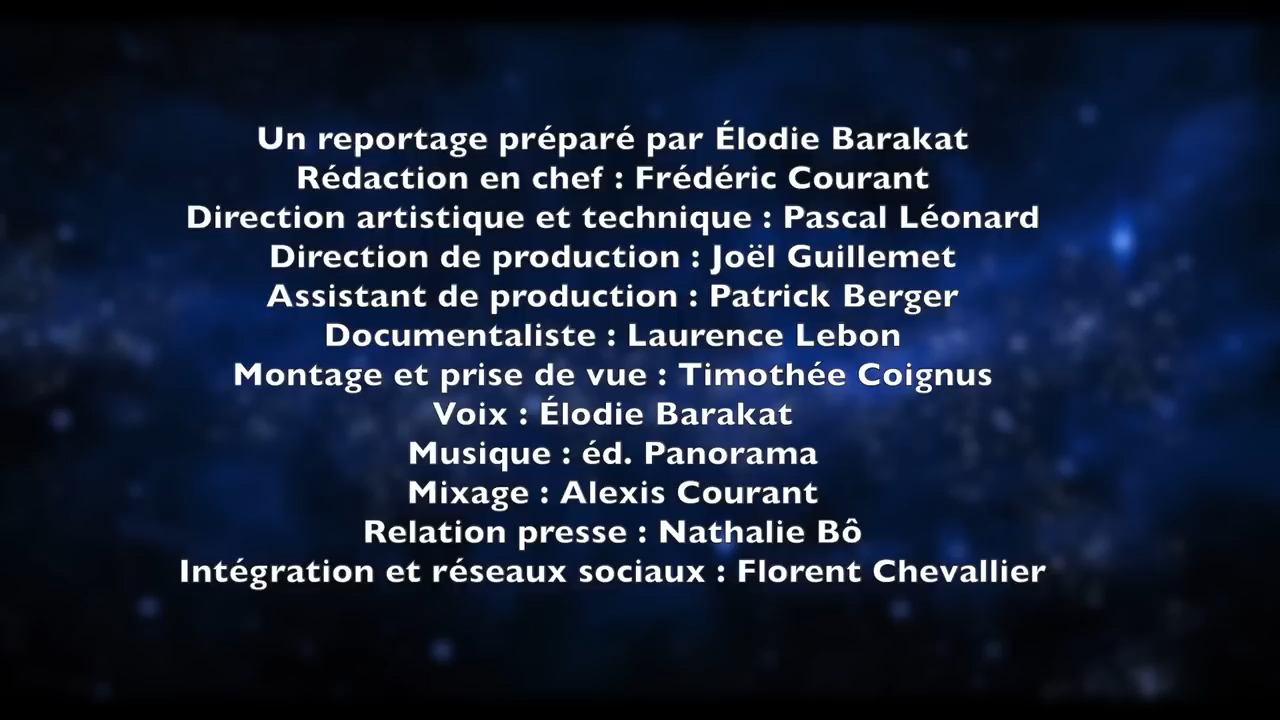 Un reportage préparé par Élodie Barakat
Rédaction en chef : Frédéric Courant
Direction artistique et technique : Pascal Léonard
Direction de production : Joël Guillemet
Assistant de production : Patrick Berger
Documentaliste : Laurence Lebon
Montage et prise de vue : Timothée Coignus
Voix : Élodie Barakat
Musique : éd. Panorama
Mixage : Alexis Courant
Relation presse : Nathalie Bô
Intégration et réseaux sociaux : Florent Chevallier